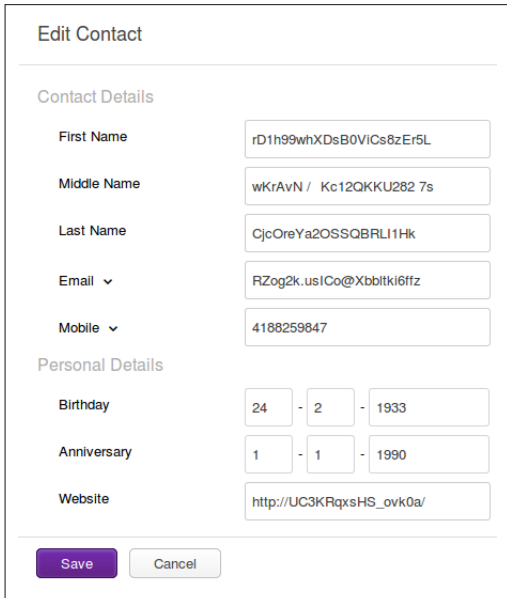 Edit Contact
Contact Details
First Name rD1h99whXDsB0ViCs8zEr5L
Middle Name wKrAvN / Kc12QKKU282 7s
Last Name CjcOreYa2OSSQBRLI1Hk
Email RZog2k.usICo@Xbbltki6ffz
Mobile 4188259847
Personal Details
Birthday 24 - 2 - 1933
Anniversary 1 - 1 - 1990
Website http://UC3KRqxsHS_ovk0a/
Save Cancel